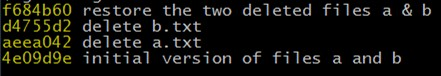 f684b60 restore the two deleted files a & b
d4755d2 delete b.txt
aeea042 delete a.txt
4e09d9e initial version of files a and b